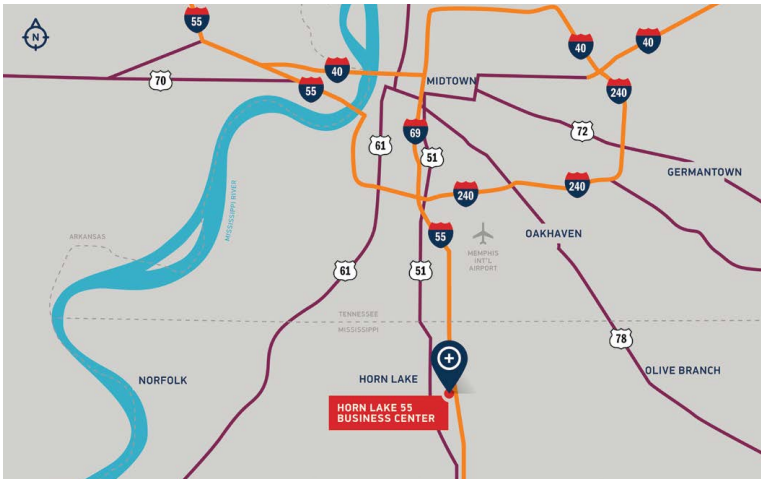 N
55
40
40
70
40
55
MIDTOWN
240
69
72
61
51
GERMANTOWN
240
240
MISSISSIPPI RIVER
55
OAKHAVEN
ARKANSAS
MEMPHIS
INT'L
AIRPORT
61
51
TENNESSEE
MISSISSIPPI
78
NORFOLK
HORN LAKE
OLIVE BRANCH
HORN LAKE 55
BUSINESS CENTER